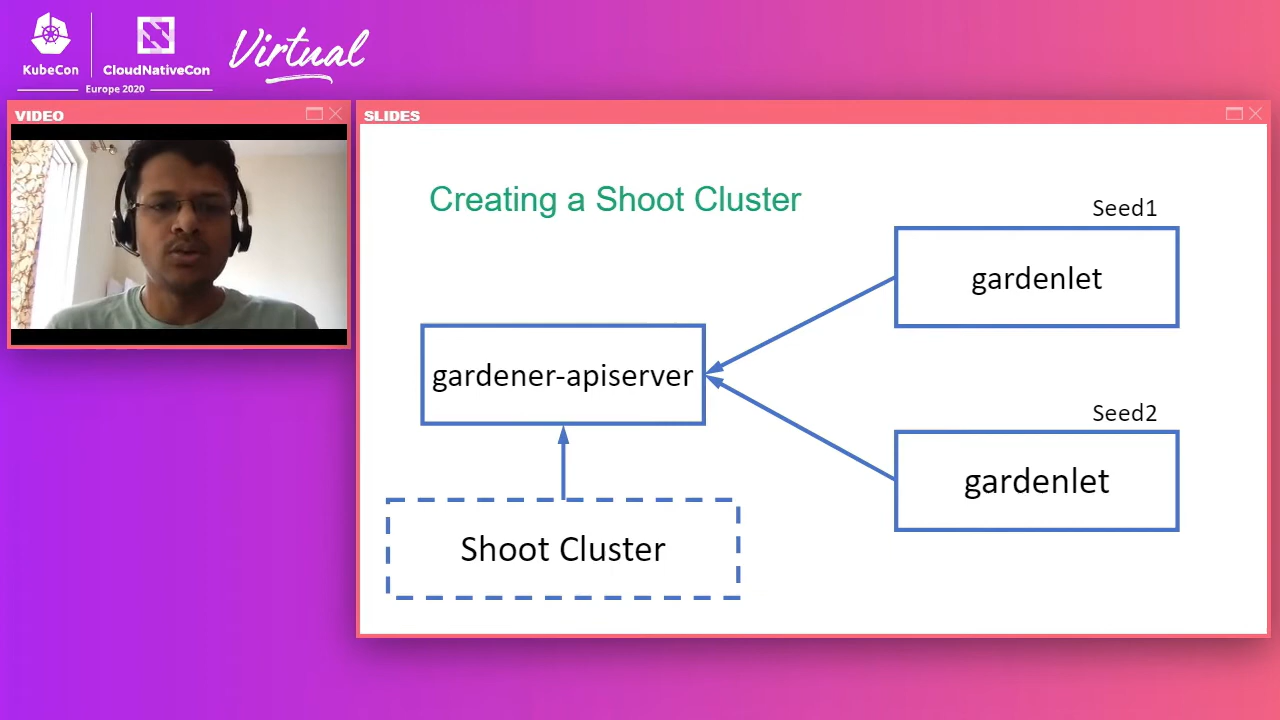 KubeCon
CloudNativeCon
Europe 2020
Virtual
VIDEO
SLIDES
Creating a Shoot Cluster
Seed1
gardenlet
gardener-apiserver
Seed2
gardenlet
Shoot Cluster